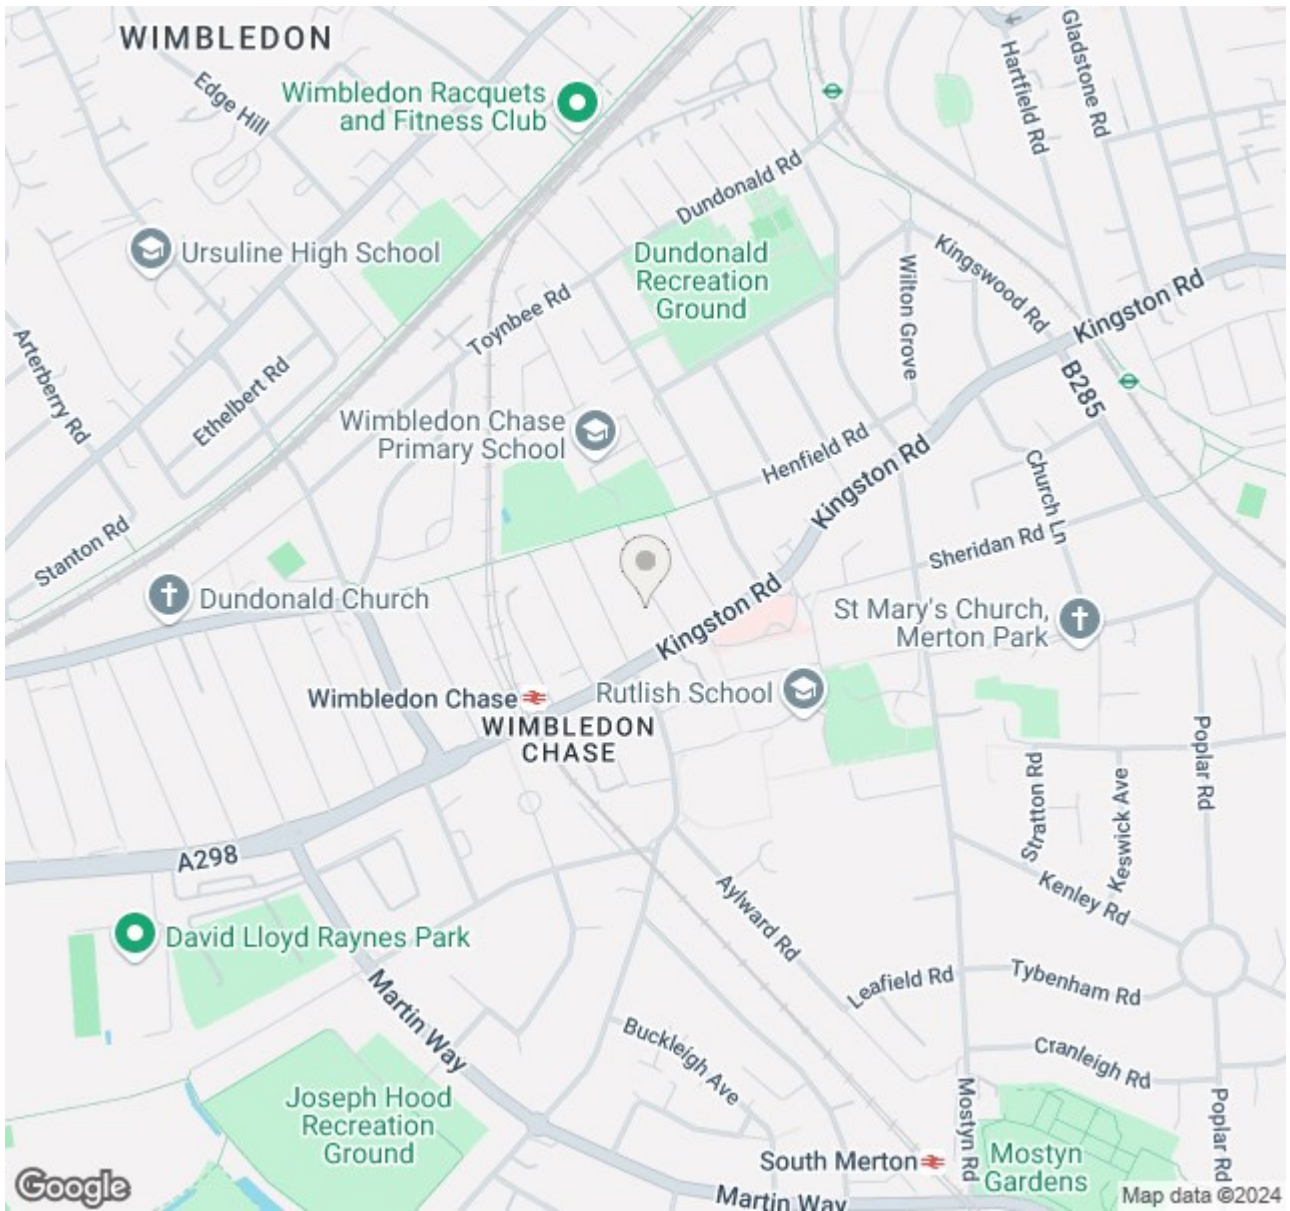 WIMBLEDON
Edge Hill
Wimbledon Racquets
and Fitness Club
Hartfield Rd
Gladstone Rd
Dundonald Rd
Ursuline High School
Dundonald
Recreation
Ground
Wilton Grove
Kingswood Rd
Kingston Rd
Toynbee Rd
Arterberry Rd
Ethelbert Rd
B285
Wimbledon Chase
Primary School
Henfield Rd
Kingston Rd
Church Ln
Stanton Rd
Sheridan Rd
Dundonald Church
Kingston Rd
St Mary's Church,
Merton Park
Wimbledon Chase
Rutlish School
WIMBLEDON
CHASE
Poplar Rd
Stratton Rd
Keswick Ave
A298
Aylward Rd
Kenley Rd
David Lloyd Raynes Park
Leafield Rd
Tybenham Rd
Martin Way
Buckleigh Ave
Cranleigh Rd
Joseph Hood
Recreation
Ground
Mostyn Rd
Poplar Rd
South Merton
Mostyn
Gardens
Google
Martin Way
Map data ©2024